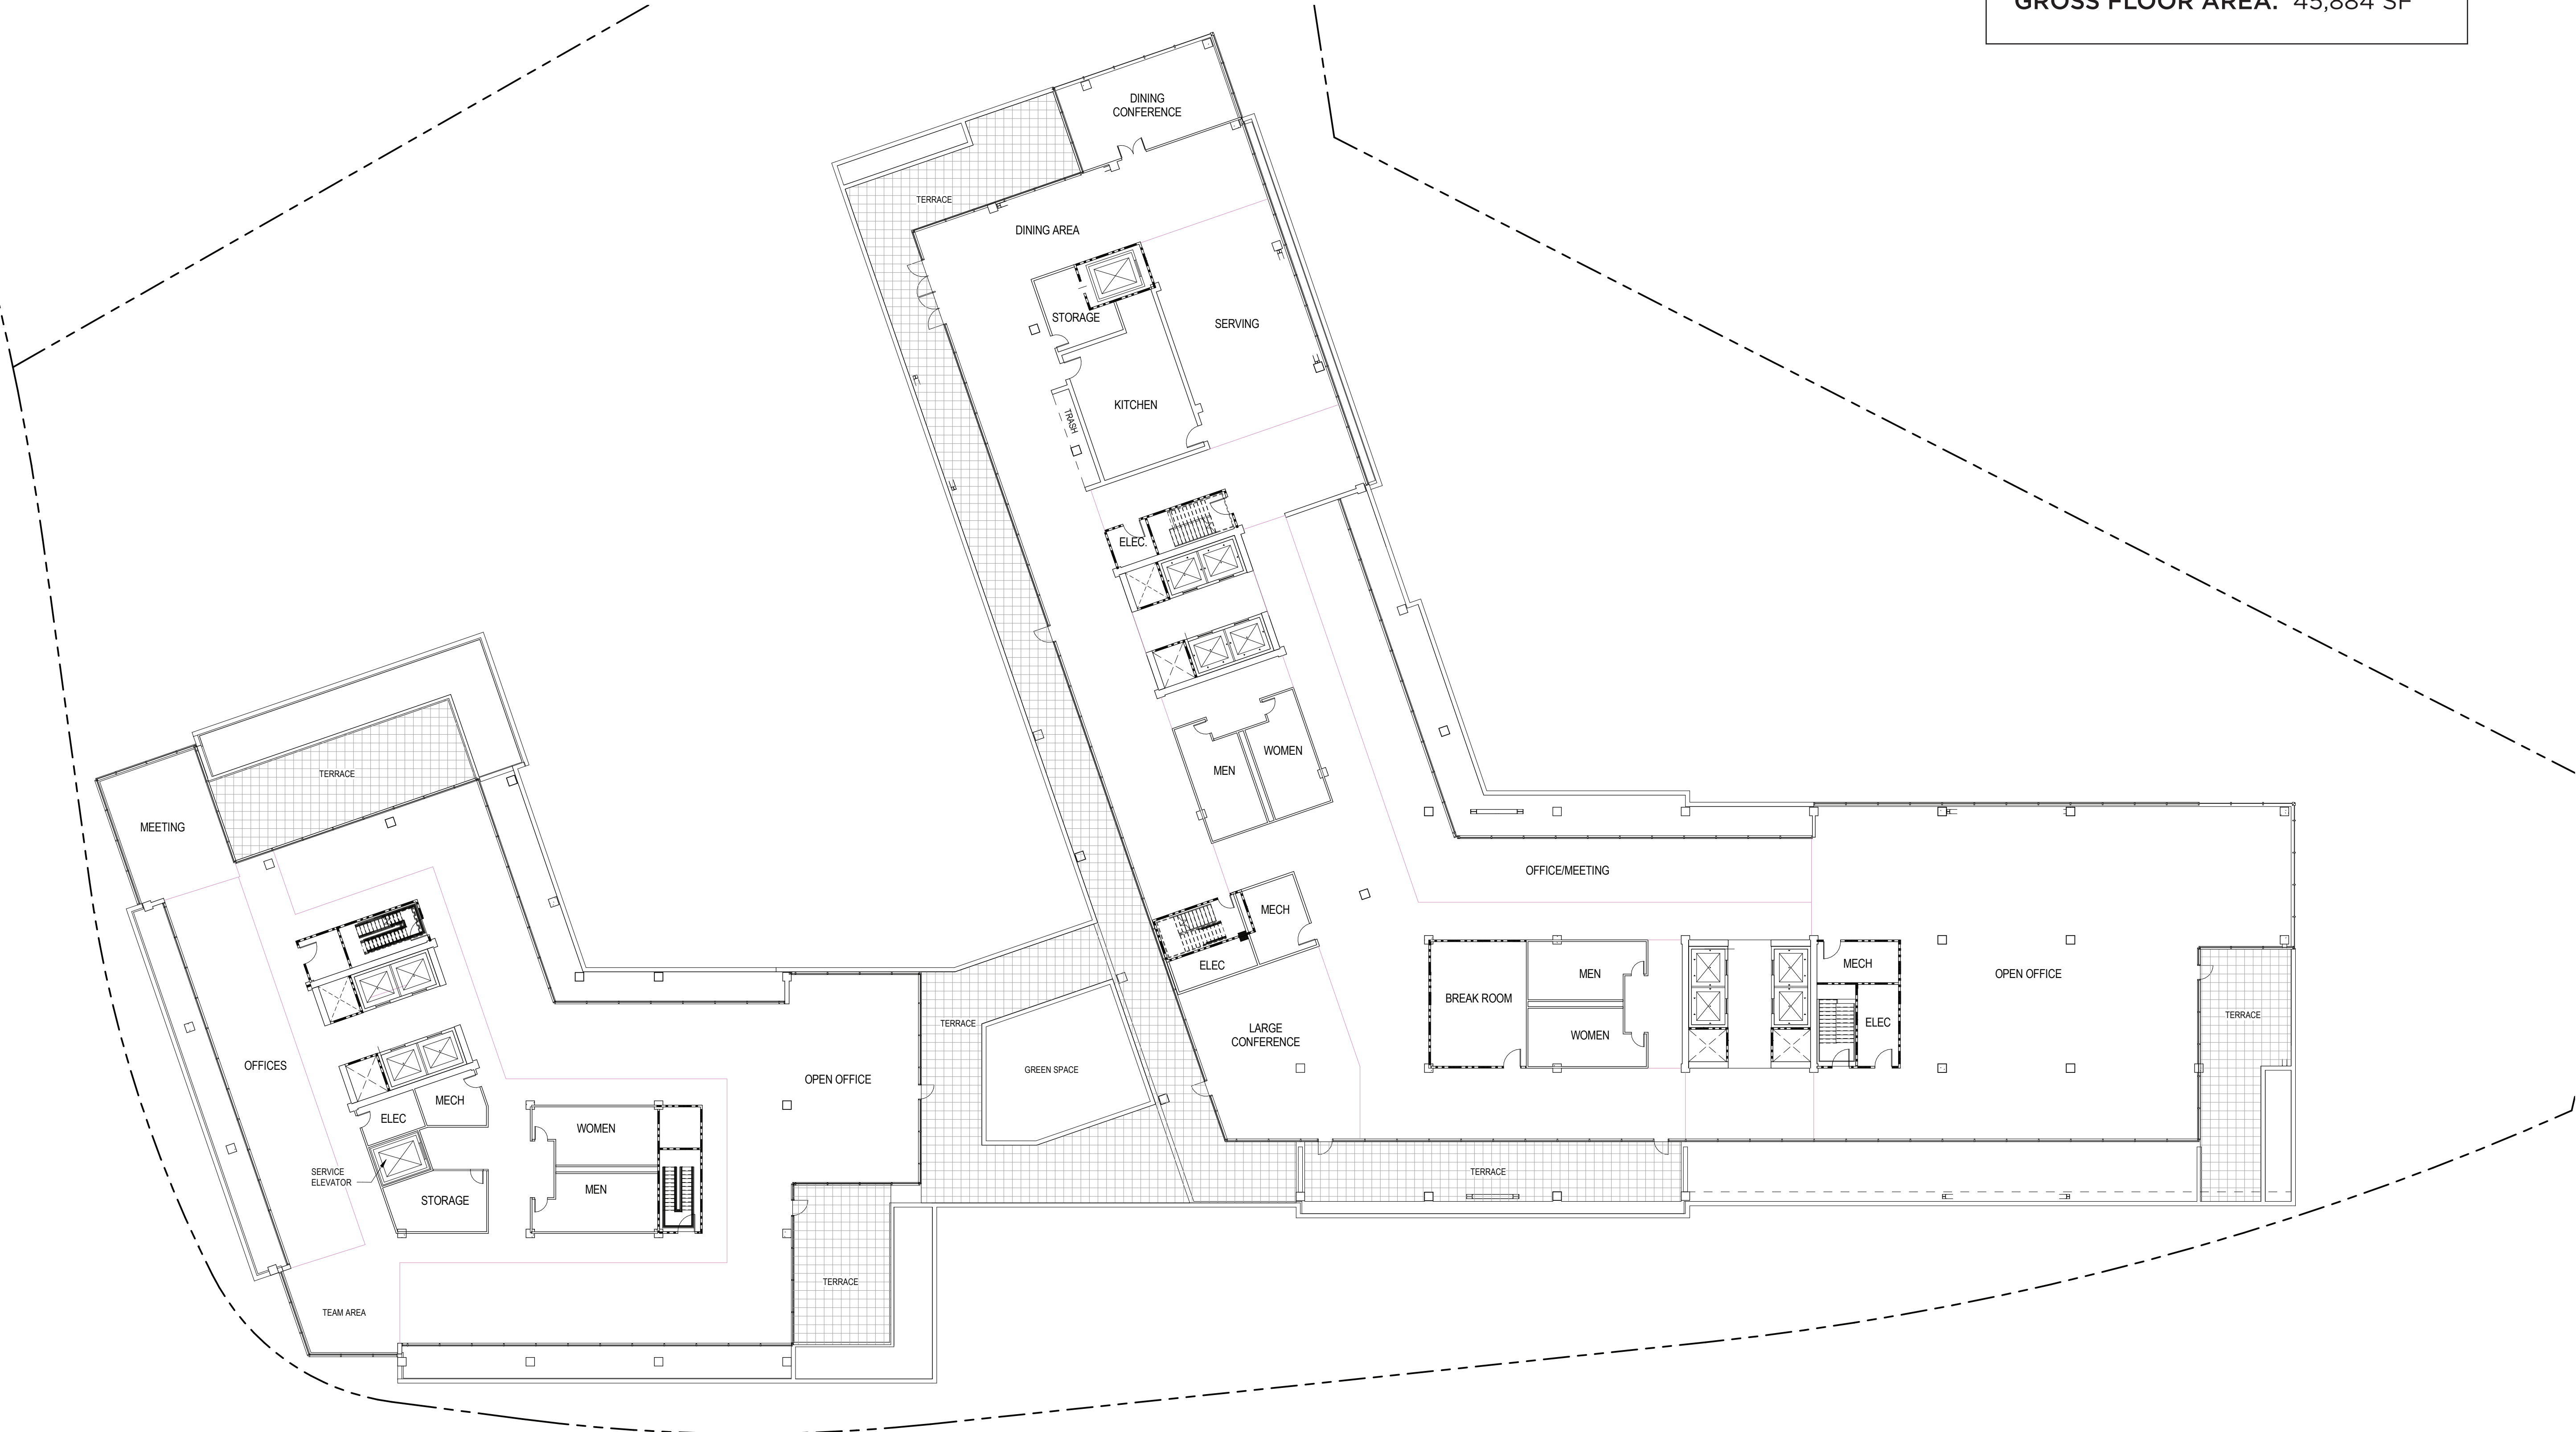 GROSS FLOOR AREA: 45,884 SF
DINING
CONFERENCE
TERRACE
DINING AREA
STORAGE
SERVING
KITCHEN
TRASH
ELEC.
WOMEN
MEN
TERRACE
MEETING
OFFICE/MEETING
MECH
ELEC
MECH
MEN
OPEN OFFICE
BREAK ROOM
LARGE
CONFERENCE
WOMEN
ELEC
TERRACE
TERRACE
GREEN SPACE
OFFICES
OPEN OFFICE
MECH
ELEC
WOMEN
SERVICE
ELEVATOR
MEN
STORAGE
TERRACE
TERRACE
TEAM AREA